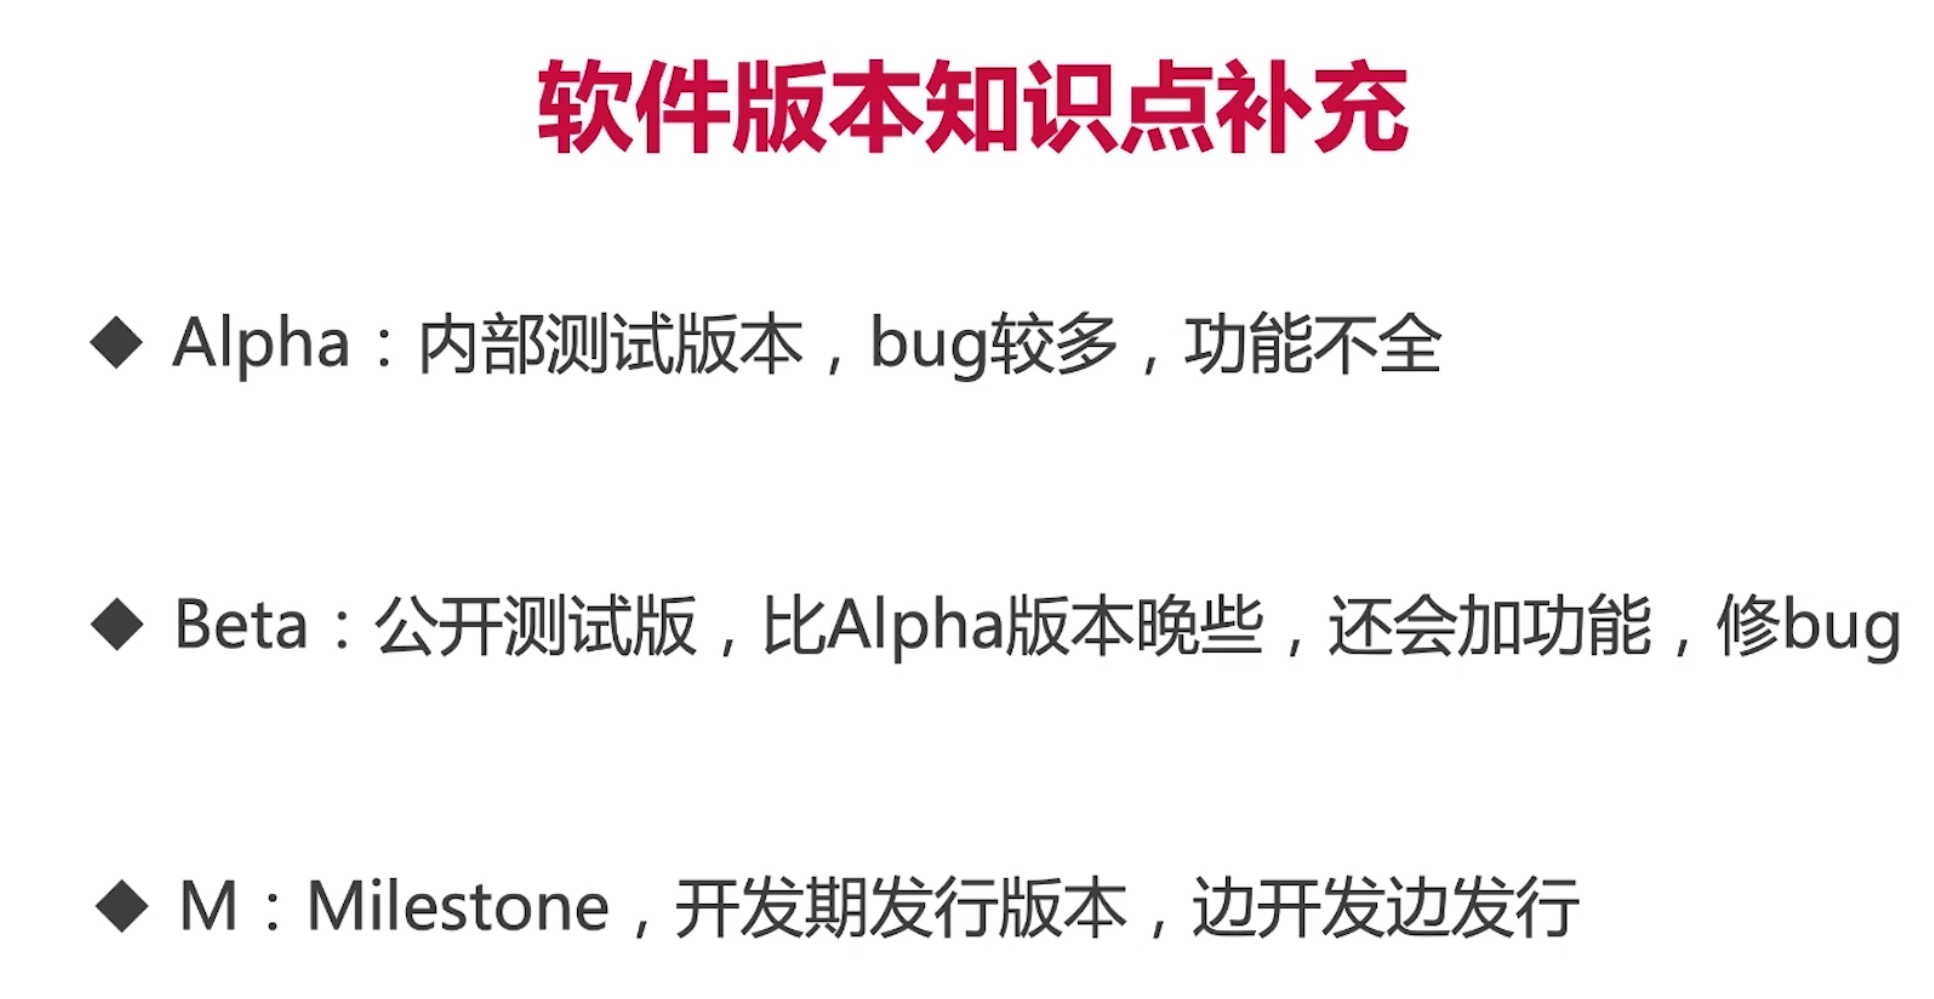 软件版本知识点补充
◆ Alpha：内部测试版本，bug较多，功能不全
◆ Beta：公开测试版，比Alpha版本晚些，还会加功能，修bug
◆ M：Milestone，开发期发行版本，边开发边发行